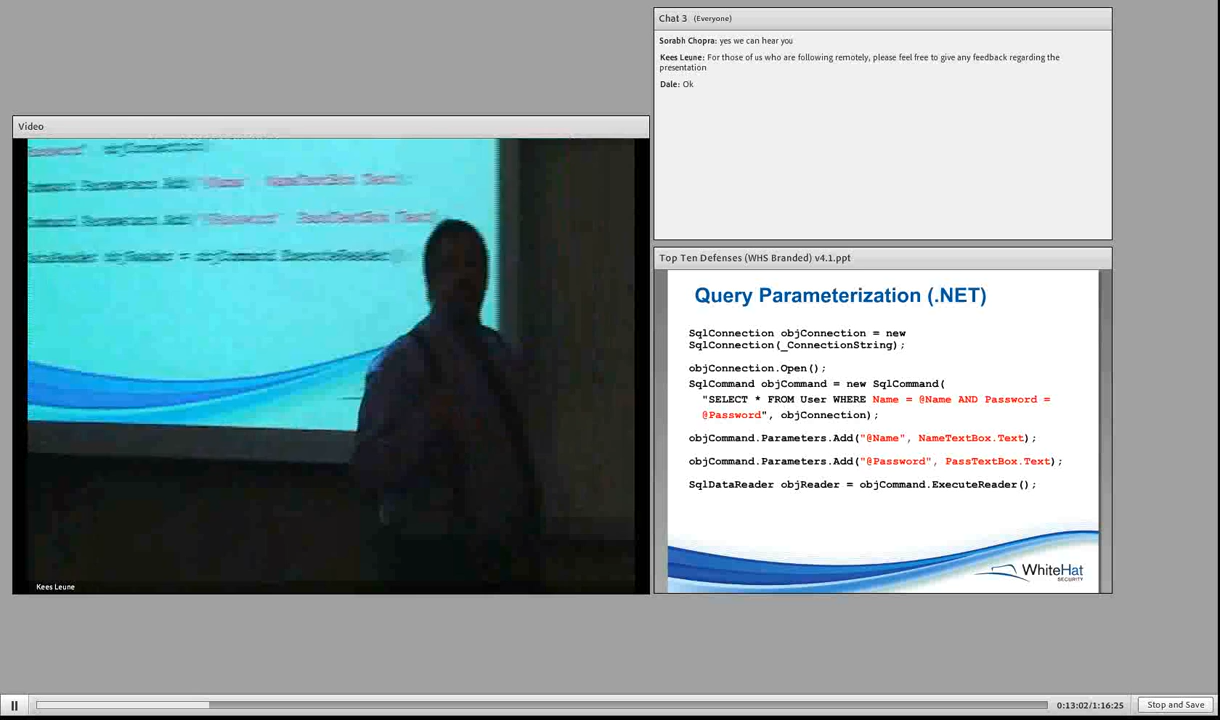 Chat 3 (Everyone)
Sorabh Chopra: yes we can hear you
Kees Leune: For those of us who are following remotely, please feel free to give any feedback regarding the
presentation
Dale: Ok
Video
Kees Leune
Top Ten Defenses (WHS Branded) v4.1.ppt
Query Parameterization (.NET)
SqlConnection objConnection = new
SqlConnection(_ConnectionString);
objConnection.Open();
SqlCommand objCommand = new SqlCommand(
"SELECT * FROM User WHERE Name = @Name AND Password =
@Password", objConnection);
objCommand.Parameters.Add("@Name", NameTextBox.Text);
objCommand.Parameters.Add("@Password", PassTextBox.Text);
SqlDataReader objReader = objCommand.ExecuteReader();
WhiteHat
SECURITY
0:13:02/1:16:25
Stop and Save